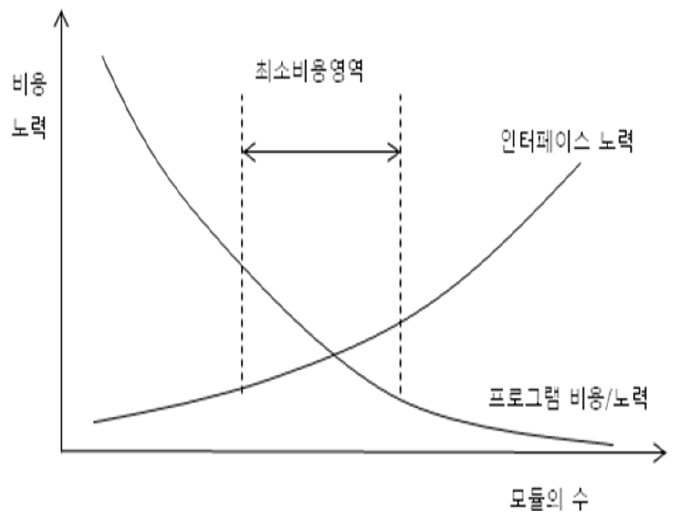 최소비용영역
비용
노력
인터페이스 노력
프로그램 비용/노력
모듈의 수